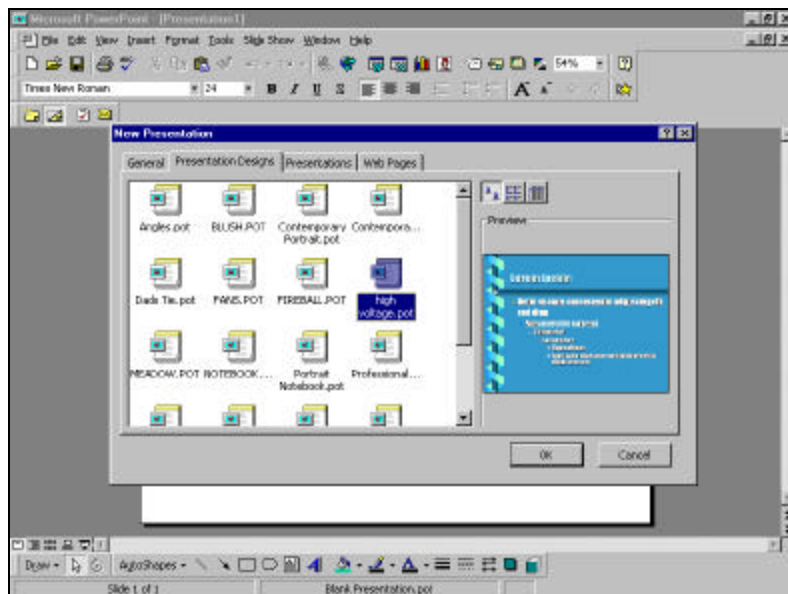 Microsoft PowerPoint - [Presentation1]
File Edit View Insert Format Tools Slide Show Window Help
54%
Times New Roman 24 B I U S A A
New Presentation
General Presentation Designs Presentations Web Pages
Angles.pot BLUSH.POT Contemporary Portrait.pot Contempora...
Preview
Dads Tie.pot FANS.POT FIREBALL.POT high voltage.pot
MEADOW.POT NOTEBOOK.... Portrait Notebook.pot Professional....
OK Cancel
Draw AutoShapes
Slide 1 of 1 Blank Presentation.pot